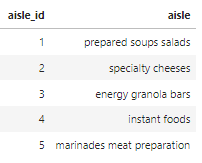 aisle_id aisle
1 prepared soups salads
2 specialty cheeses
3 energy granola bars
4 instant foods
5 marinades meat preparation